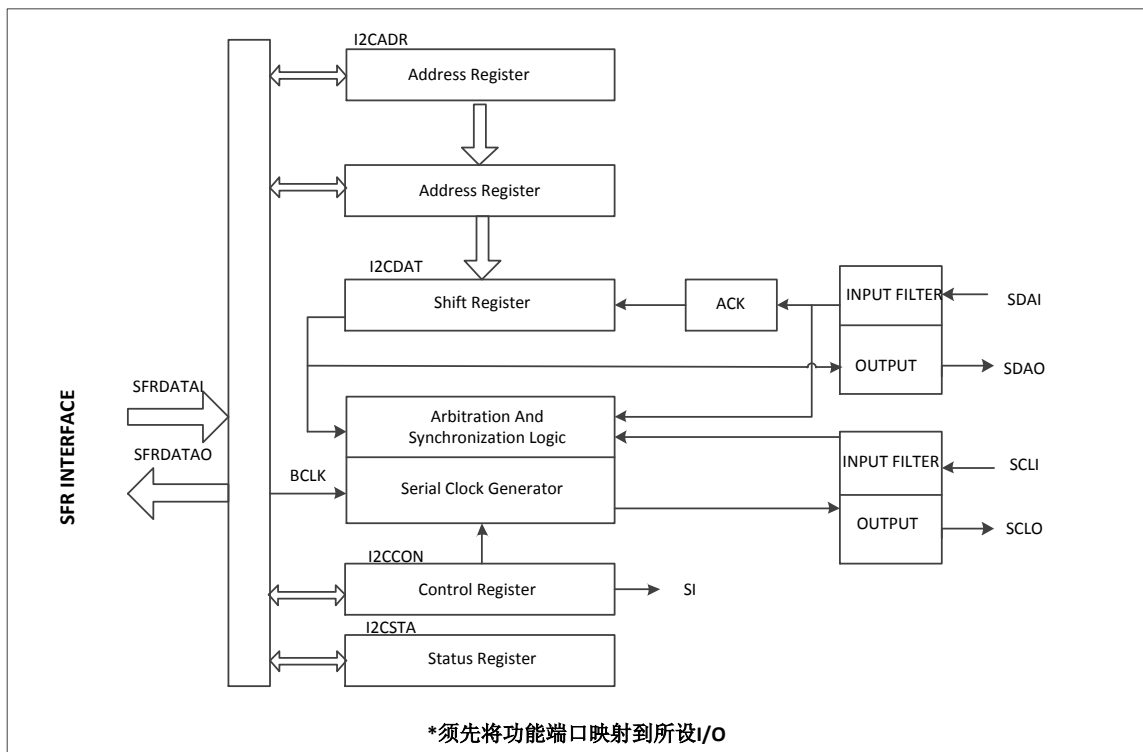 I2CADR
Address Register
Address Register
I2CDAT
Shift Register
ACK
INPUT FILTER
SDAI
OUTPUT
SDAO
SFR INTERFACE
SFRDATAI
SFRDATAO
Arbitration And
Synchronization Logic
BCLK
Serial Clock Generator
INPUT FILTER
SCLI
OUTPUT
SCLO
I2CCON
Control Register
SI
I2CSTA
Status Register
*须先将功能端口映射到所设I/O